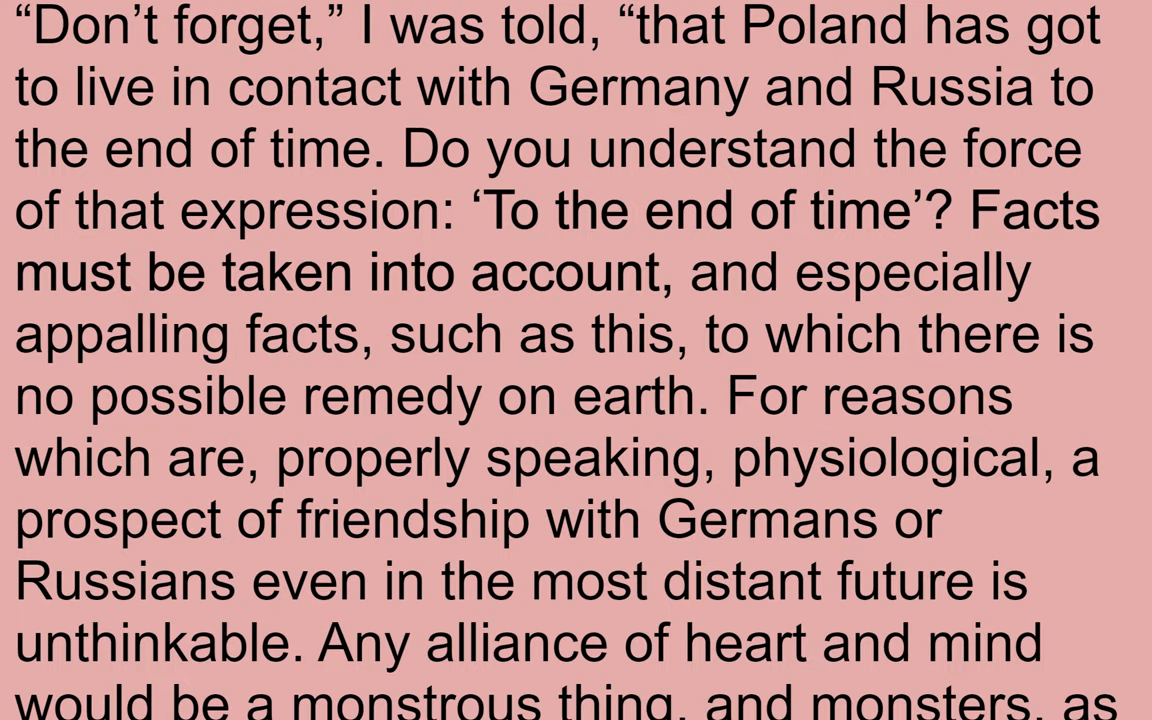 “Don’t forget,” I was told, “that Poland has got
to live in contact with Germany and Russia to
the end of time. Do you understand the force
of that expression: ‘To the end of time’? Facts
must be taken into account, and especially
appalling facts, such as this, to which there is
no possible remedy on earth. For reasons
which are, properly speaking, physiological, a
prospect of friendship with Germans or
Russians even in the most distant future is
unthinkable. Any alliance of heart and mind
would be a monstrous thing, and monsters, as